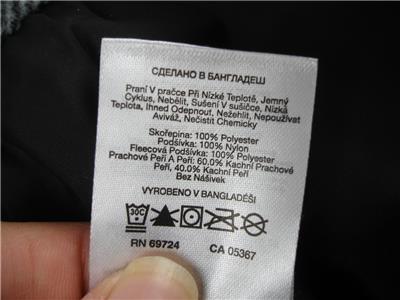 СДЕЛАНО В БАНГЛАДЕШ
Praní V Pračce Při Nízké Teplotě, Jemný
Cyklus, Nebělit, Sušení V sušičce, Nízká
Teplota, Ihned Odepnout, Nežehlit, Nepoužívat
Aviváž, Nečistit Chemicky
Skořepina: 100% Polyester
Podšívka: 100% Nylon
Fleecová Podšívka: 100% Polyester
Prachové Peří A Peří: 60.0% Kachní Prachové
Peří, 40.0% Kachní Peří
Bez Nášivek
VYROBENO V BANGLADÉŠI
30C
RN 69724 CA 05367